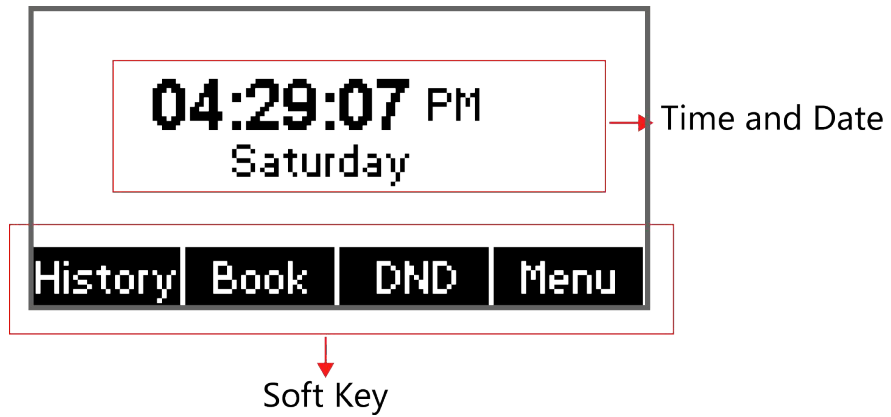 04:29:07 PM
Saturday
Time and Date
History Book DND Menu
Soft Key